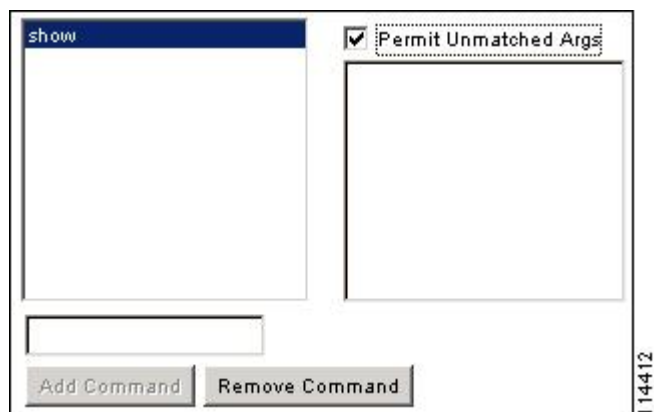 show
Permit Unmatched Args
Add Command
Remove Command
114412